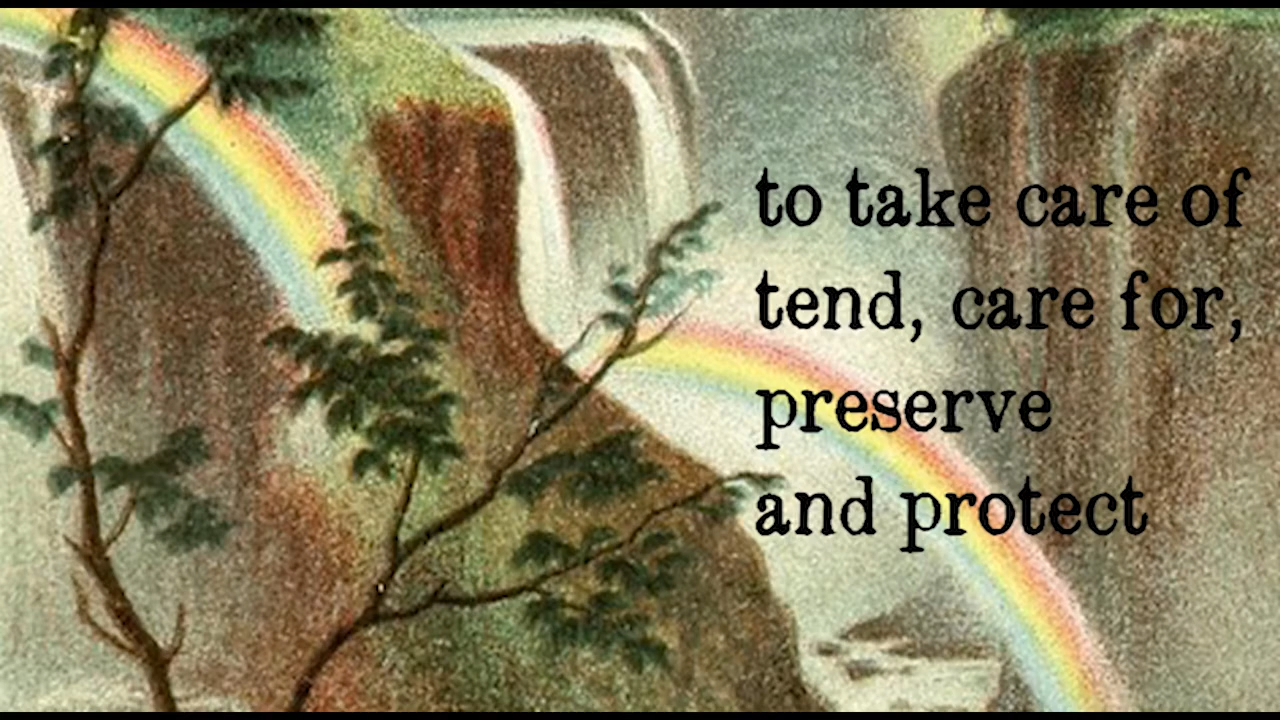 to take care of
tend, care for,
preserve
and protect